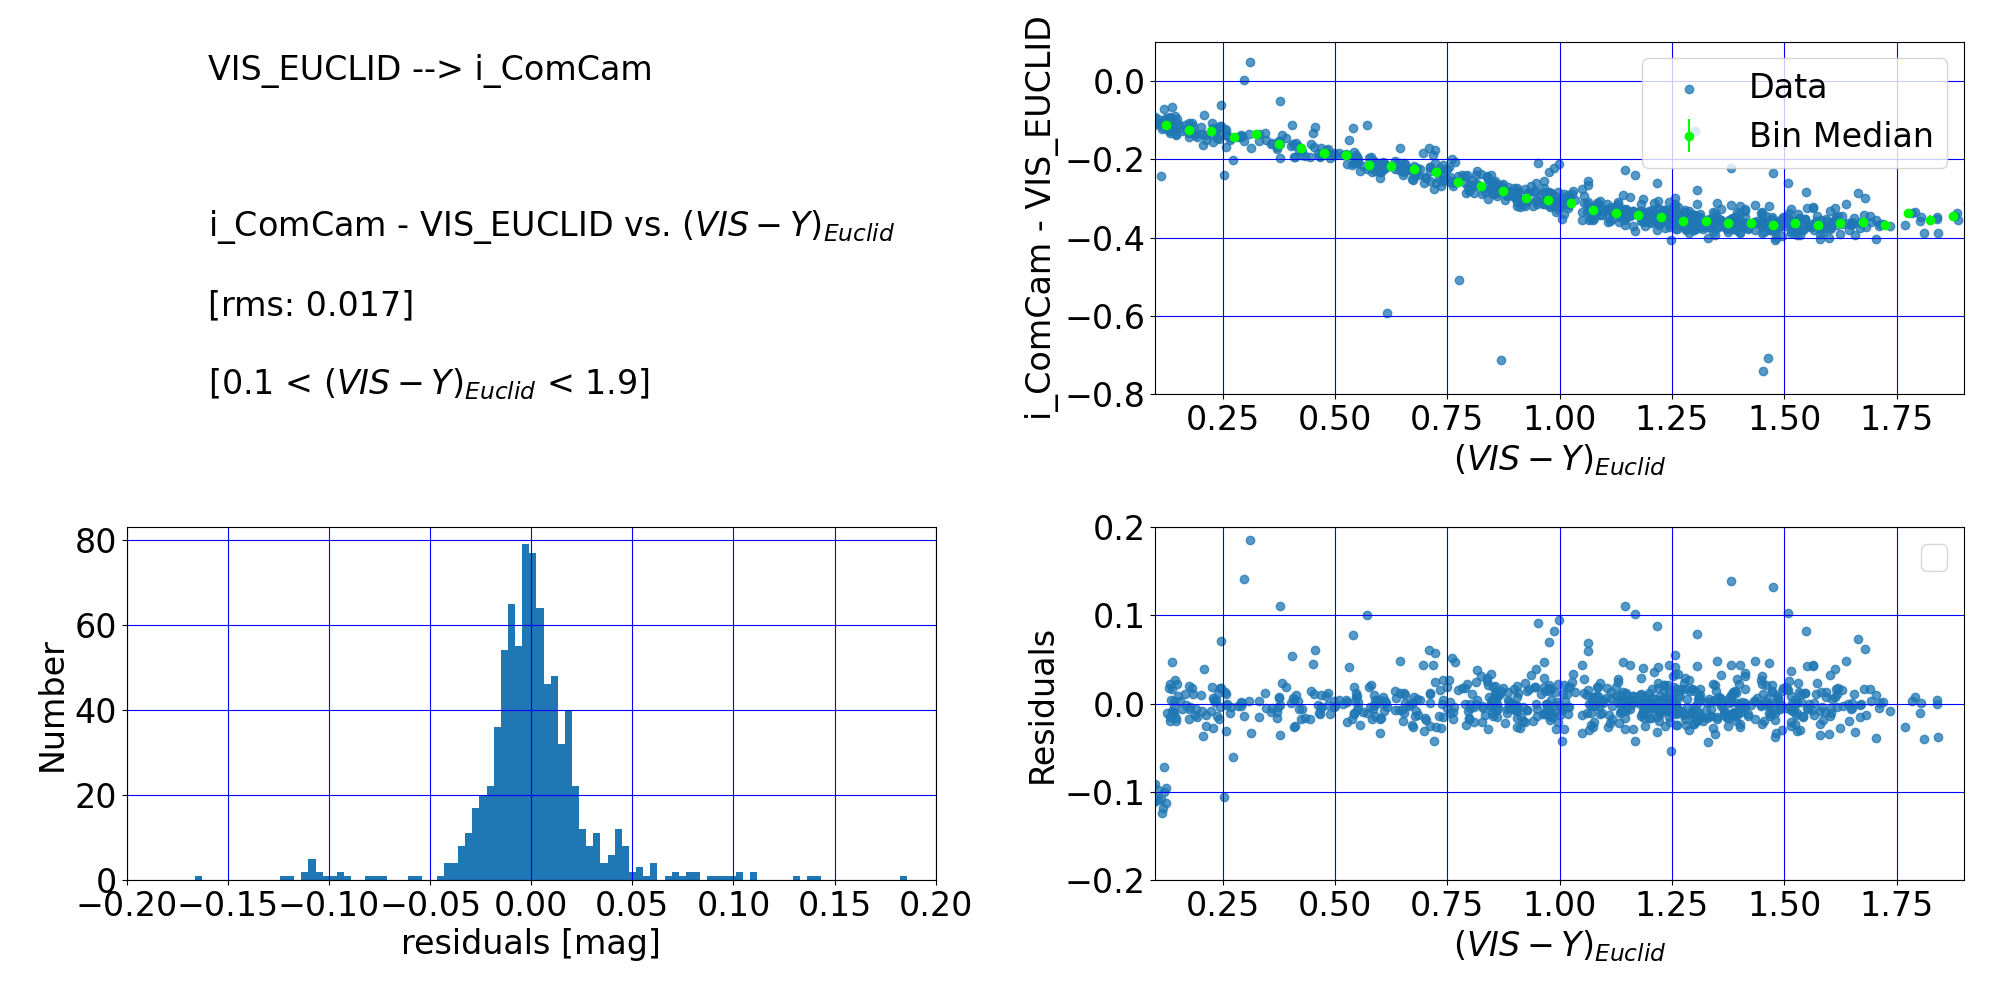 VIS_EUCLID --> i_ComCam
i_ComCam - VIS_EUCLID vs. (VIS − Y)Euclid
[rms: 0.017]
[0.1 < (VIS − Y)Euclid < 1.9]
i_ComCam - VIS_EUCLID
0.0
−0.2
−0.4
−0.6
−0.8
Data
Bin Median
0.25 0.50 0.75 1.00 1.25 1.50 1.75
(VIS − Y)Euclid
Number
80
60
40
20
0
−0.20 −0.15 −0.10 −0.05 0.00 0.05 0.10 0.15 0.20
residuals [mag]
Residuals
0.2
0.1
0.0
−0.1
−0.2
0.25 0.50 0.75 1.00 1.25 1.50 1.75
(VIS − Y)Euclid